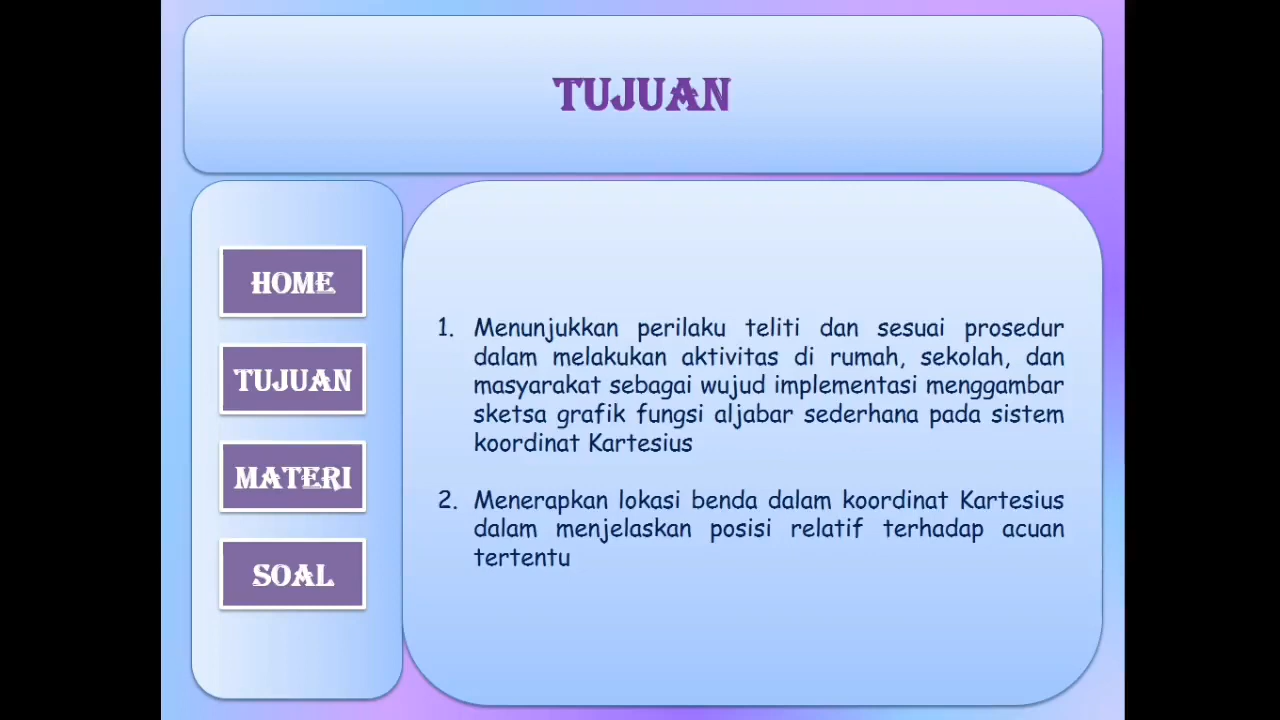 TUJUAN
HOME
TUJUAN
MATERI
SOAL
1. Menunjukkan perilaku teliti dan sesuai prosedur
dalam melakukan aktivitas di rumah, sekolah, dan
masyarakat sebagai wujud implementasi menggambar
sketsa grafik fungsi aljabar sederhana pada sistem
koordinat Kartesius
2. Menerapkan lokasi benda dalam koordinat Kartesius
dalam menjelaskan posisi relatif terhadap acuan
tertentu